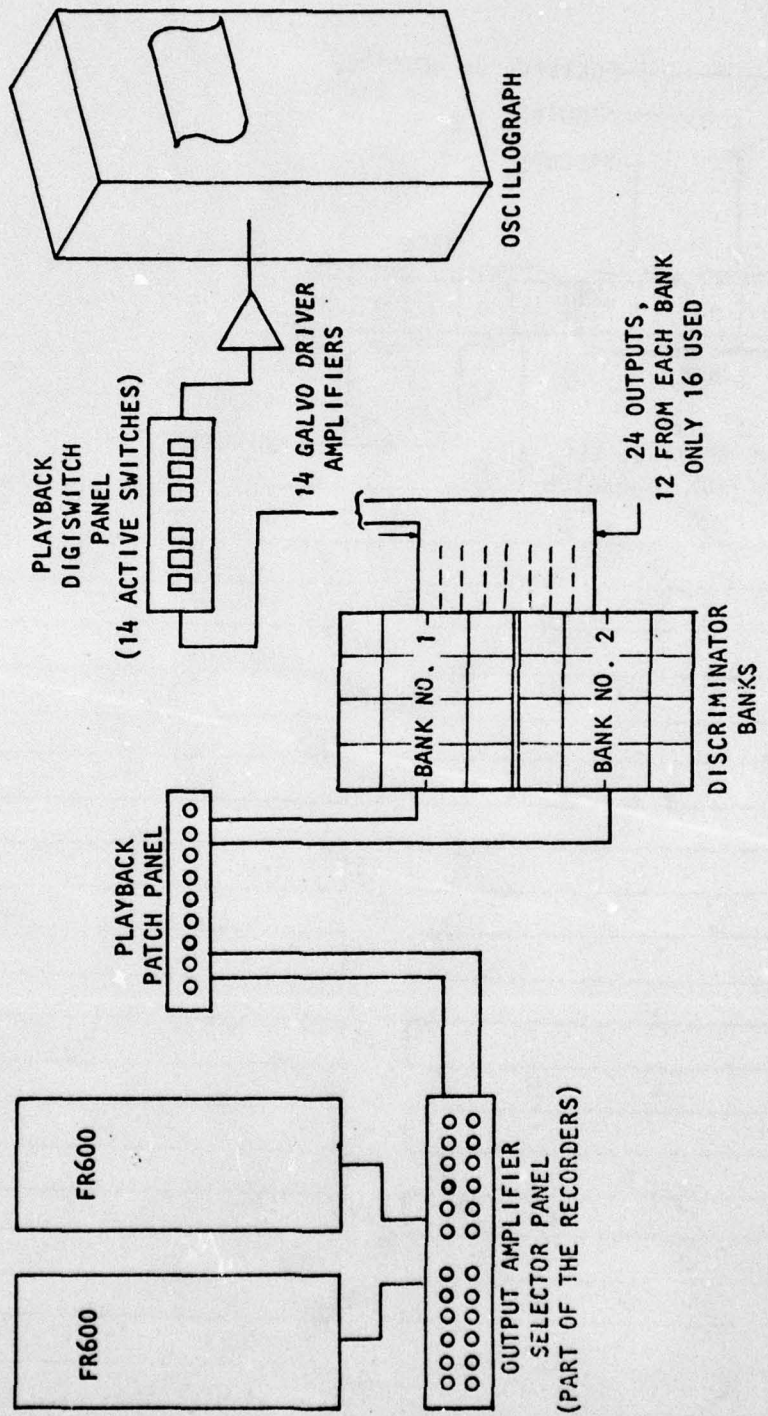 FR600
FR600
OUTPUT AMPLIFIER
SELECTOR PANEL
(PART OF THE RECORDERS)
PLAYBACK
PATCH PANEL
BANK NO. 1
BANK NO. 2
DISCRIMINATOR
BANKS
PLAYBACK
DIGISWITCH
PANEL
(14 ACTIVE SWITCHES)
14 GALVO DRIVER
AMPLIFIERS
24 OUTPUTS,
12 FROM EACH BANK
ONLY 16 USED
OSCILLOGRAPH